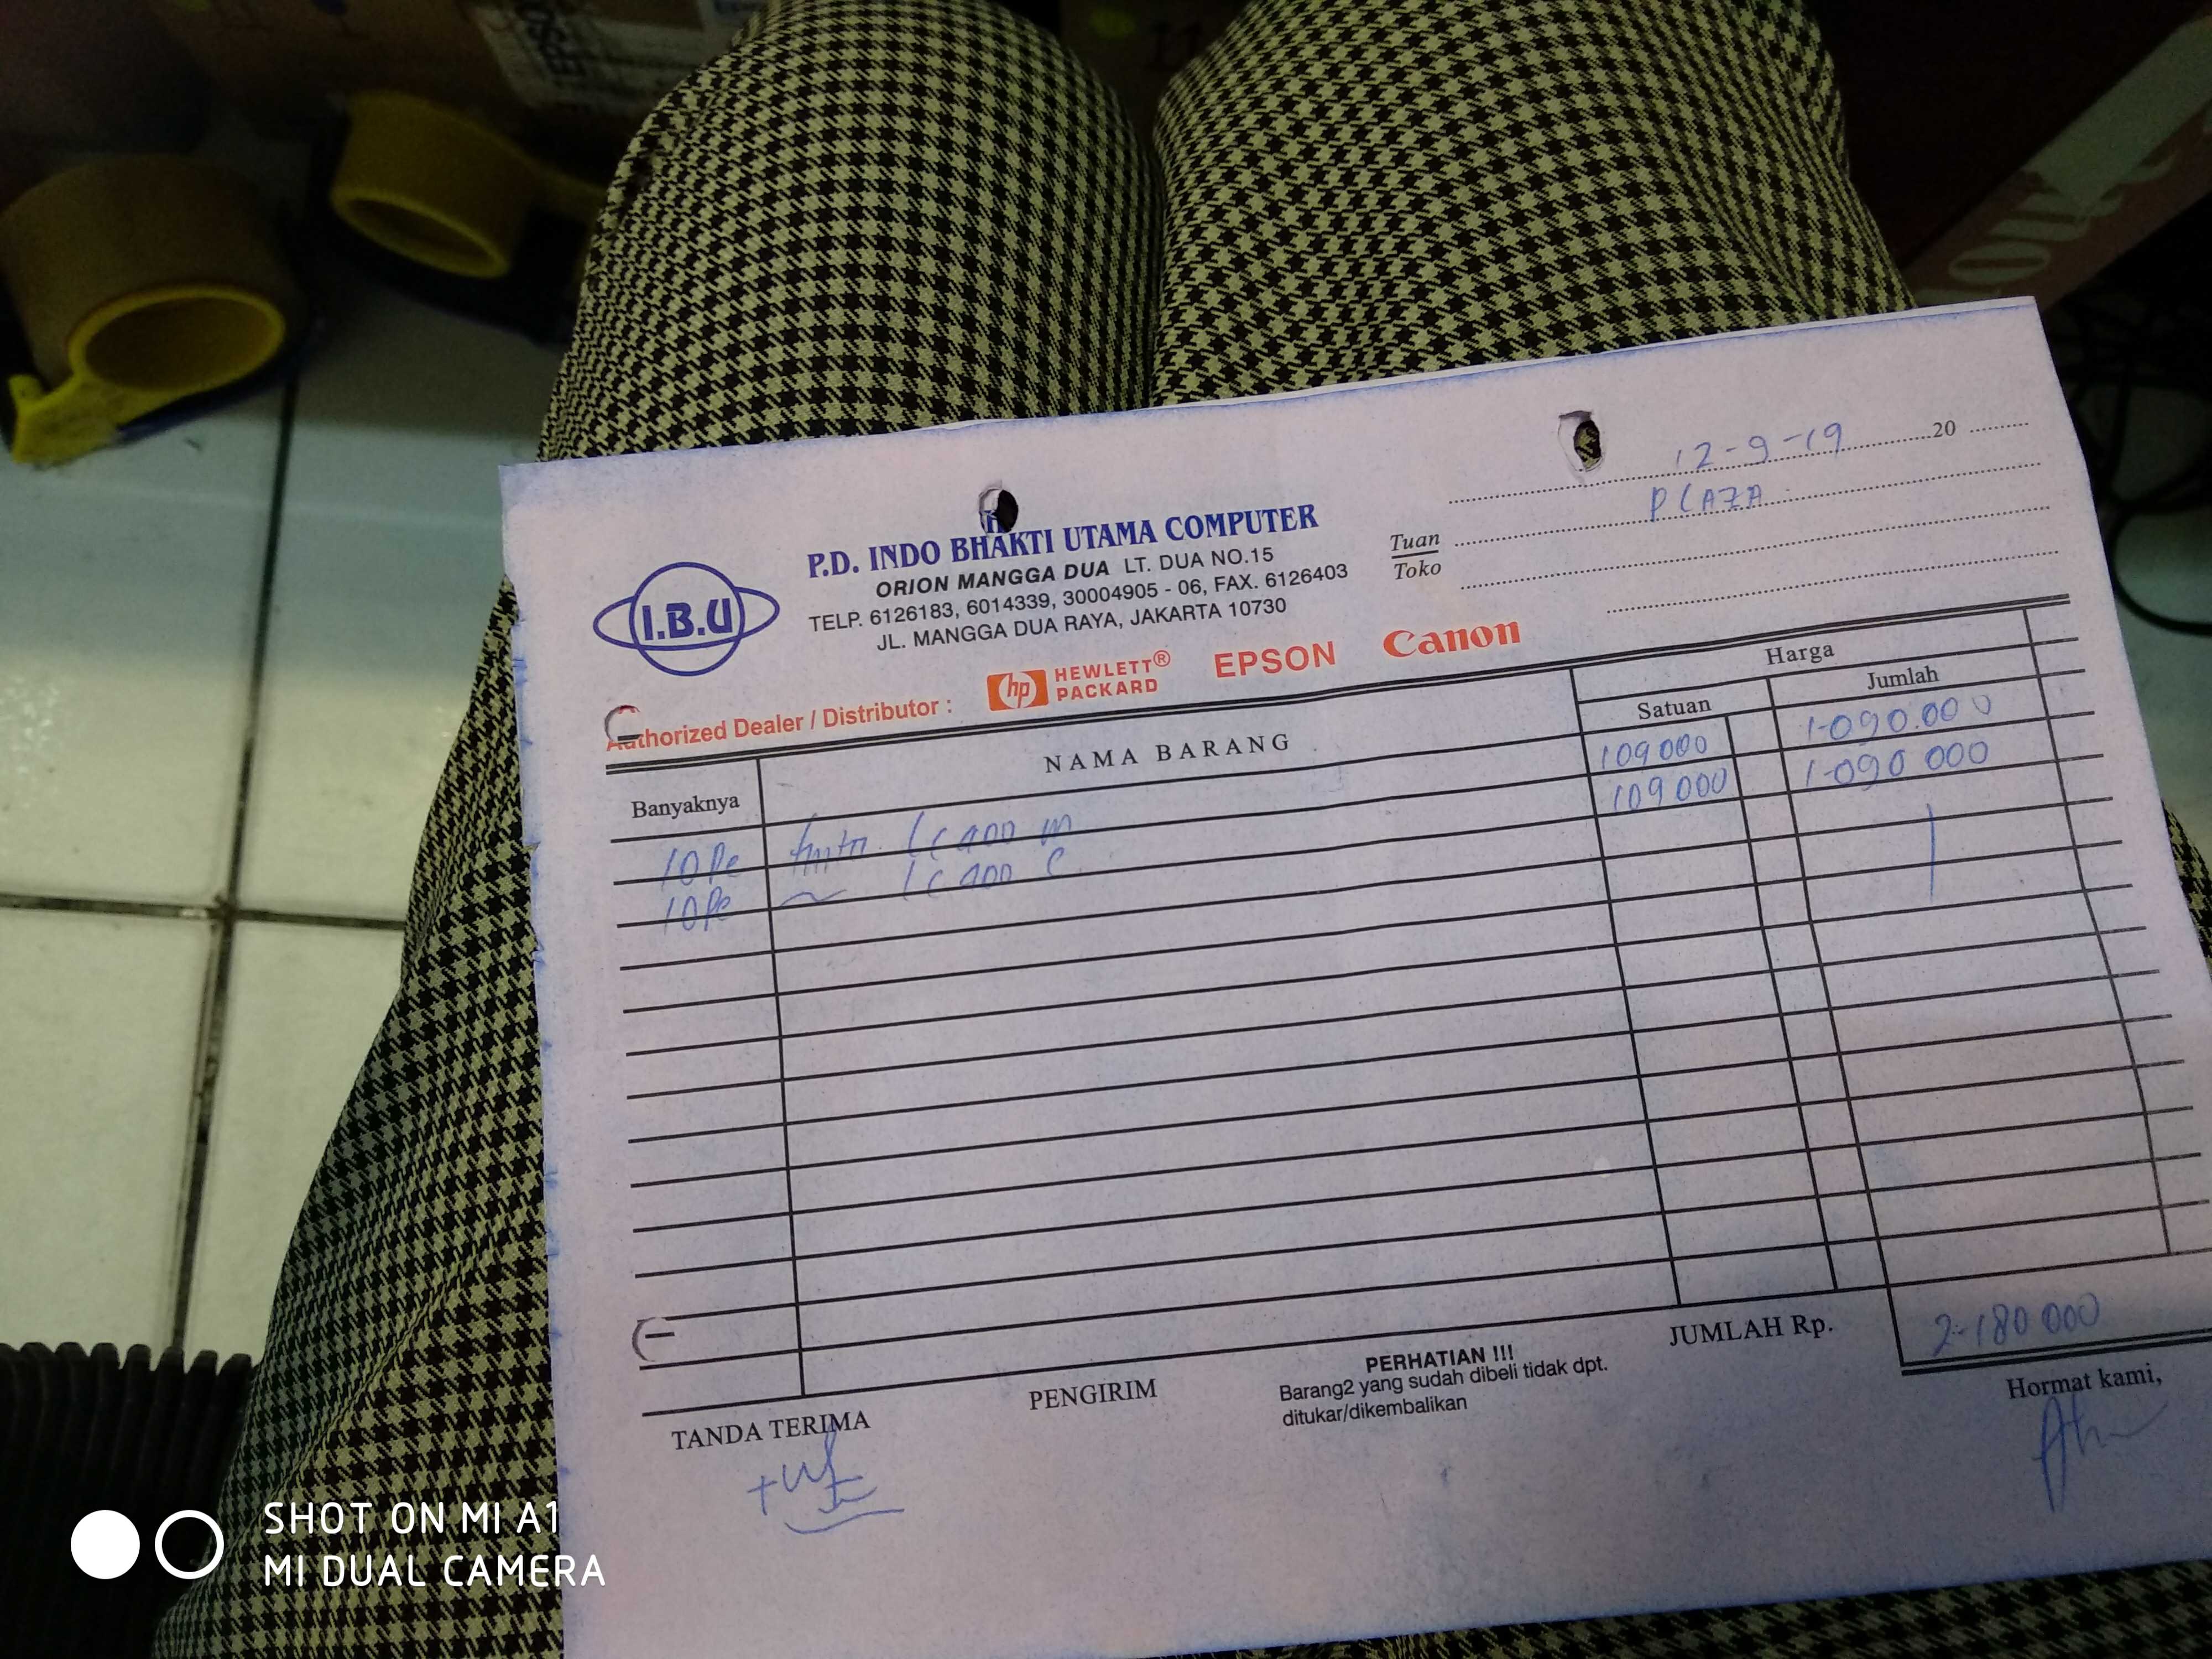 12-9-19 20
PLAZA
Tuan
Toko
I.B.U
P.D. INDO BHAKTI UTAMA COMPUTER
ORION MANGGA DUA LT. DUA NO.15
TELP. 6126183, 6014339, 30004905 - 06, FAX. 6126403
JL. MANGGA DUA RAYA, JAKARTA 10730
Authorized Dealer / Distributor :
hp HEWLETT®
PACKARD
EPSON
Canon
Banyaknya
NAMA BARANG
Harga
Satuan
Jumlah
10 Pc LC 400 M 109000 1.090.000
10 Pc LC 400 C 109000 1.090 000
JUMLAH Rp. 2.180 000
TANDA TERIMA
PENGIRIM
PERHATIAN !!!
Barang2 yang sudah dibeli tidak dpt.
ditukar/dikembalikan
Hormat kami,
SHOT ON MI A1
MI DUAL CAMERA